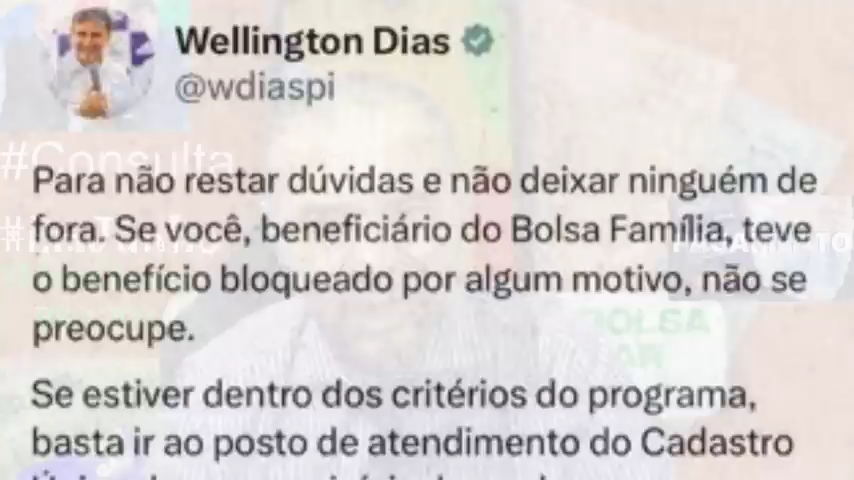 Wellington Dias
@wdiaspi
#Consulta
Para não restar dúvidas e não deixar ninguém de
fora. Se você, beneficiário do Bolsa Família, teve
o benefício bloqueado por algum motivo, não se
preocupe.
BOLSA
Se estiver dentro dos critérios do programa,
basta ir ao posto de atendimento do Cadastro